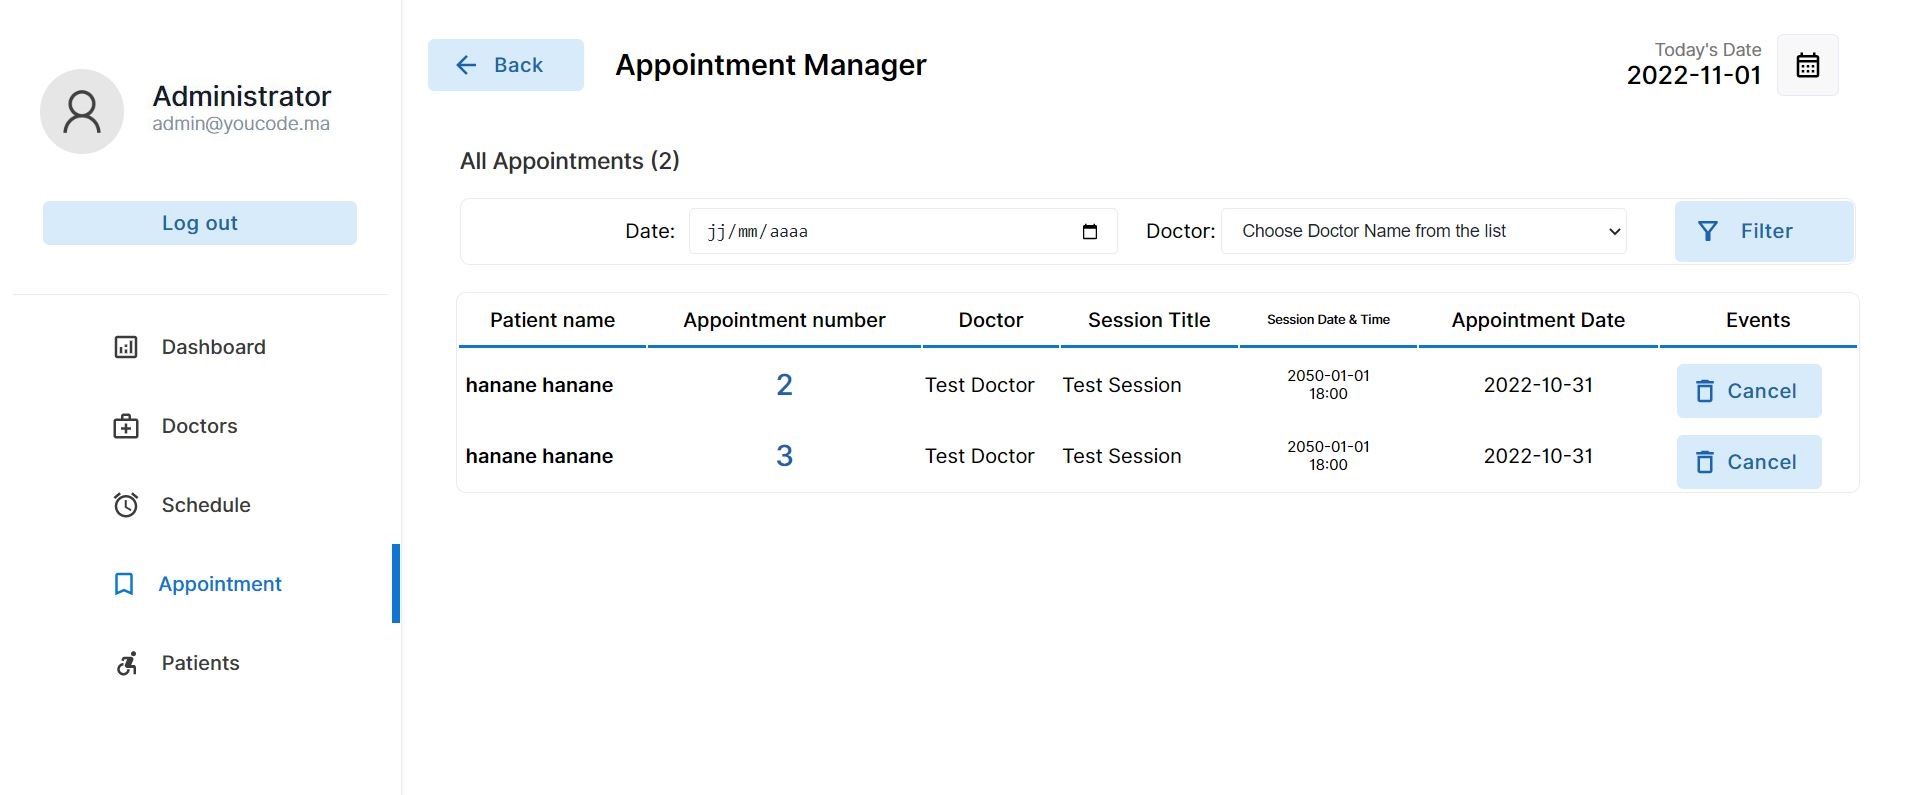 Administrator
admin@youcode.ma
Log out
Dashboard
Doctors
Schedule
Appointment
Patients
Back
Appointment Manager
Today's Date
2022-11-01
All Appointments (2)
Date: jj/mm/aaaa Doctor: Choose Doctor Name from the list Filter
Patient name Appointment number Doctor Session Title Session Date & Time Appointment Date Events
hanane hanane 2 Test Doctor Test Session 2050-01-01 18:00 2022-10-31 Cancel
hanane hanane 3 Test Doctor Test Session 2050-01-01 18:00 2022-10-31 Cancel